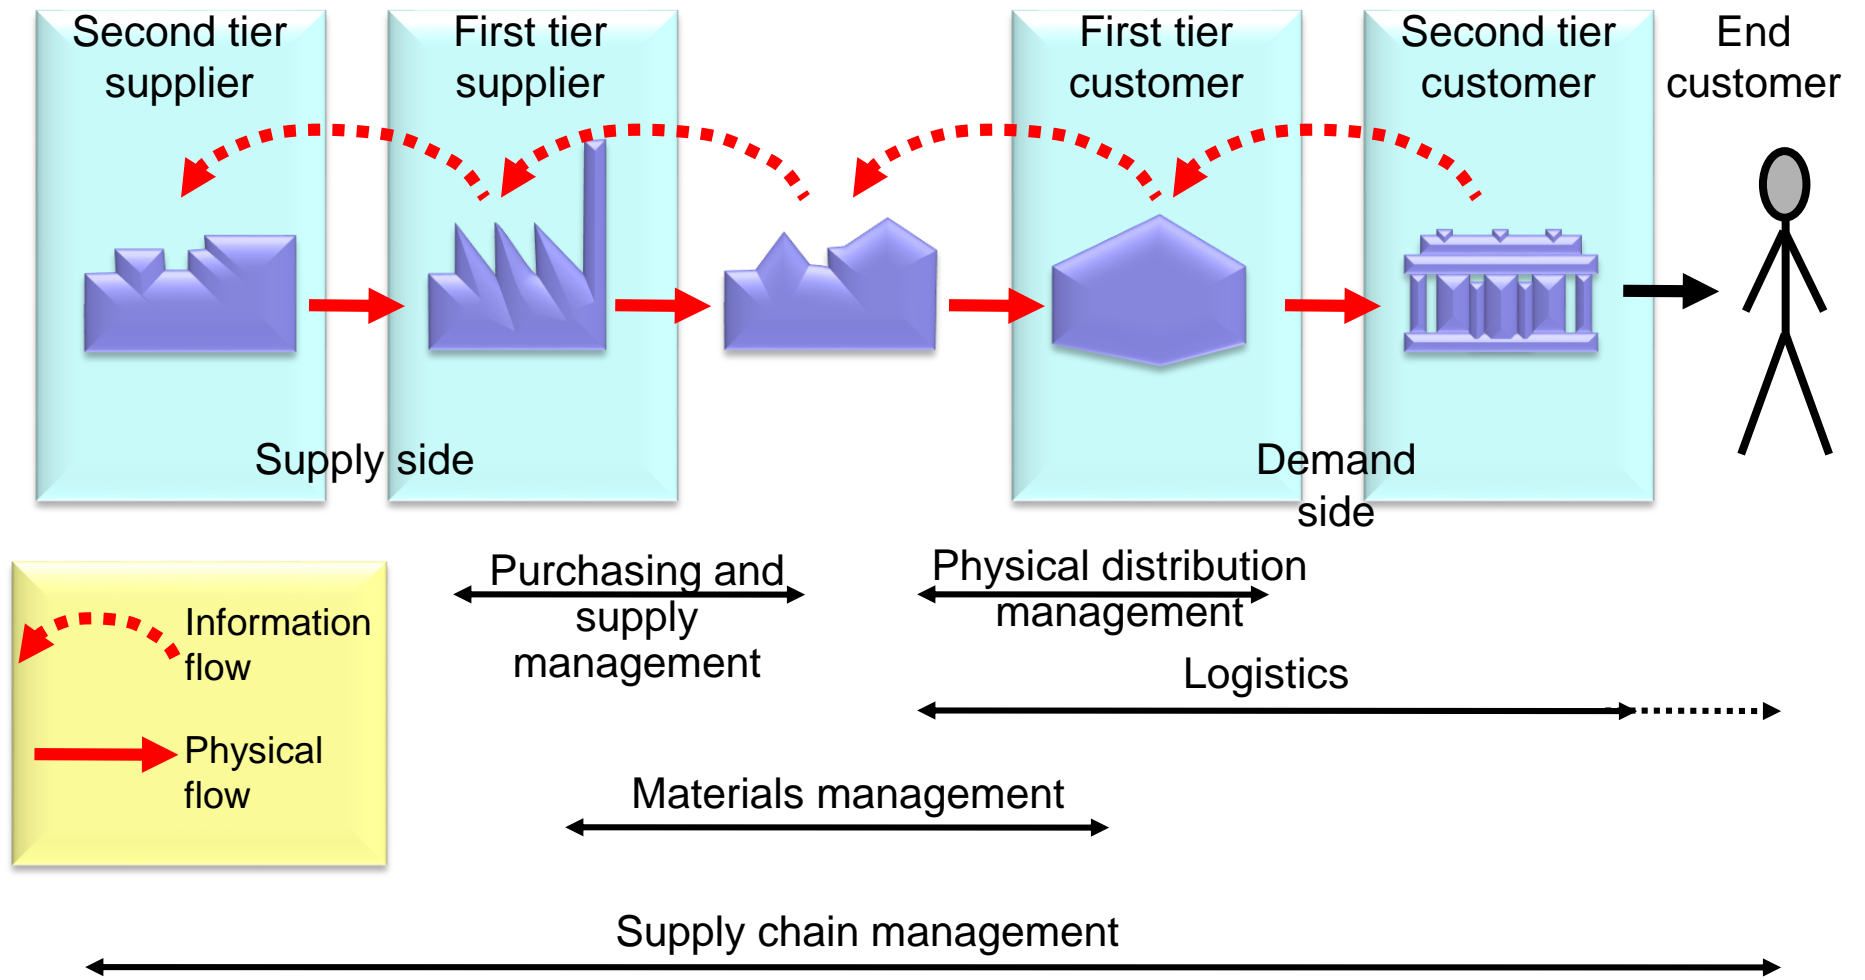 Second tier
supplier
First tier
supplier
First tier
customer
Second tier
customer
End
customer
Supply side
Demand
side
Purchasing and
supply
management
Physical distribution
management
Information
flow
Logistics
Physical
flow
Materials management
Supply chain management